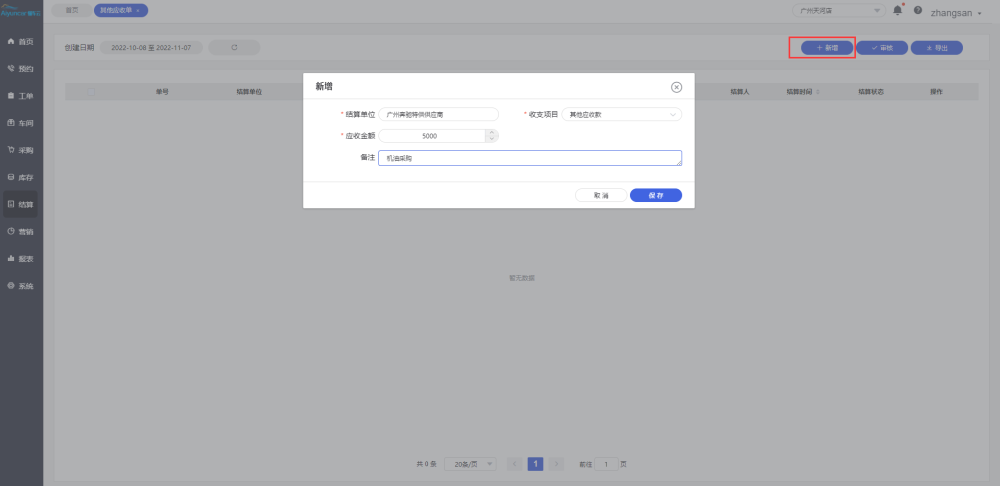 首页
其他应收单 ×
广州天河店
zhangsan
首页
预约
工单
车间
采购
库存
结算
营销
报表
系统
创建日期 2022-10-08 至 2022-11-07
+ 新增
审核
导出
单号 结算单位 结算人 结算时间 结算状态 操作
新增
* 结算单位 广州奔驰特供供应商 * 收支项目 其他应收款
* 应收金额 5000
备注 机油采购
取消 保存
暂无数据
共 0 条 20条/页 1 前往 1 页